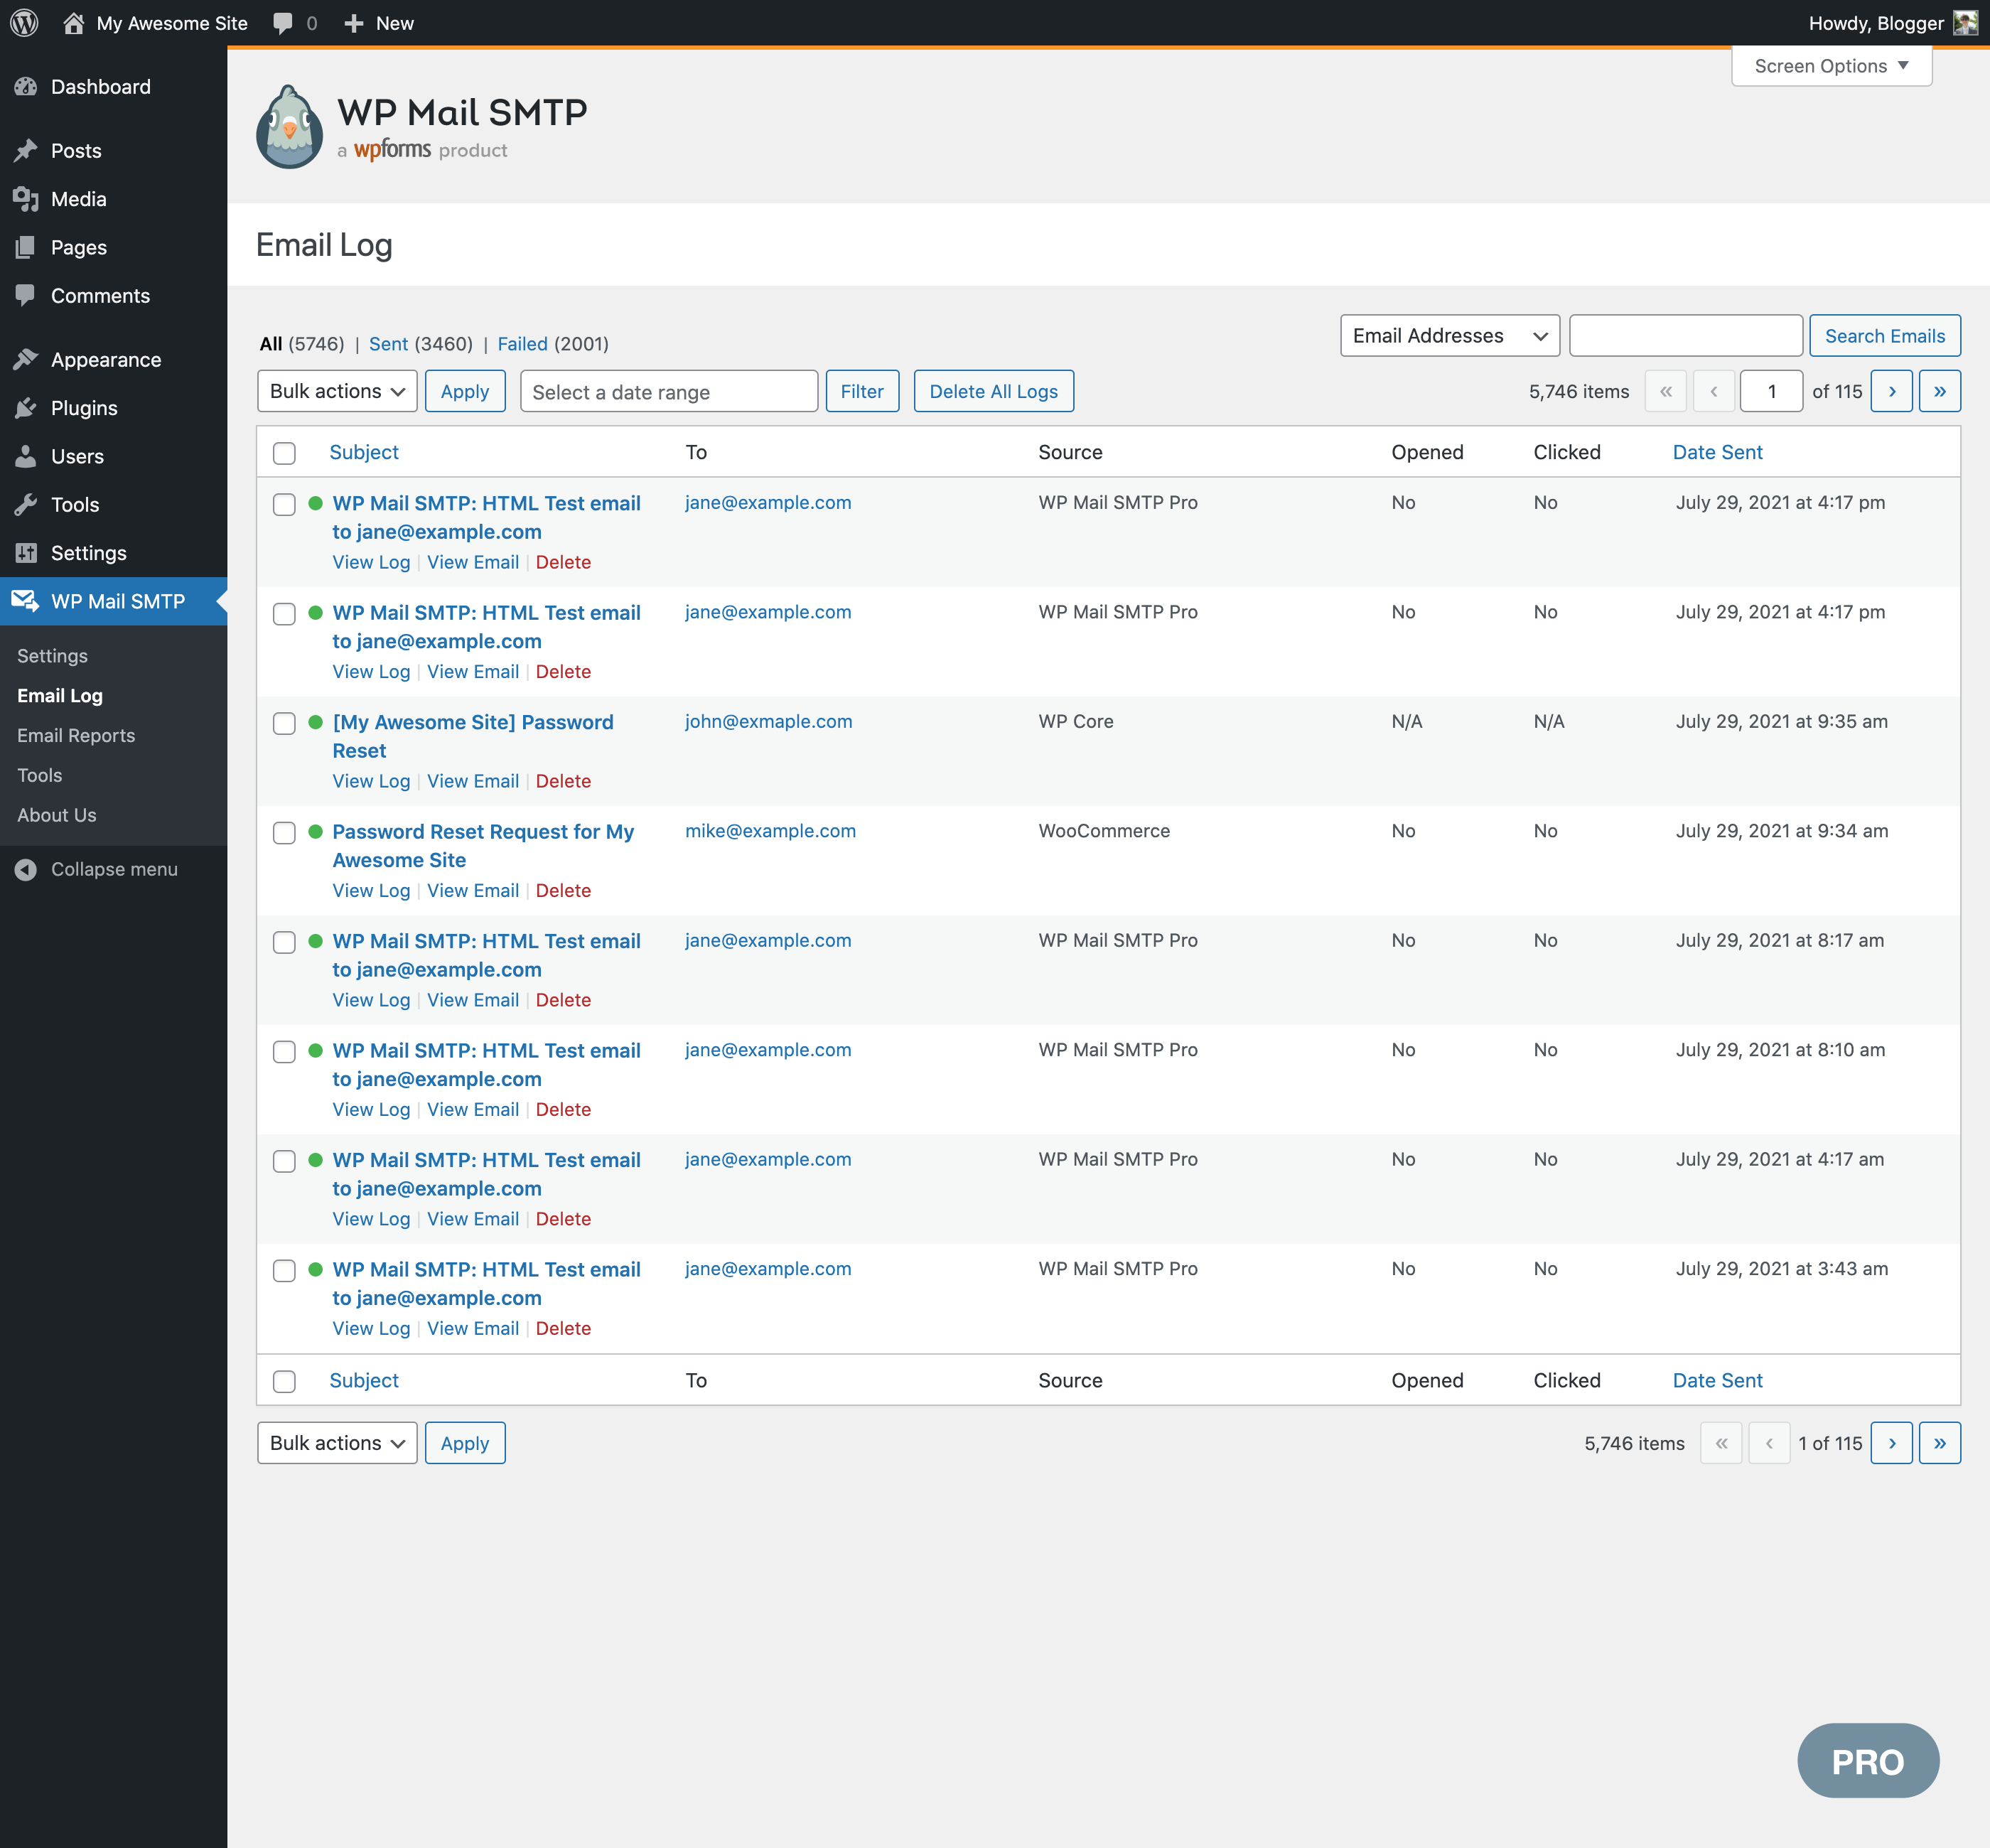 My Awesome Site 0 New Howdy, Blogger
Screen Options ▼
Dashboard
Posts
Media
Pages
Comments
Appearance
Plugins
Users
Tools
Settings
WP Mail SMTP
Settings
Email Log
Email Reports
Tools
About Us
Collapse menu
WP Mail SMTP
a wpforms product
Email Log
All (5746) | Sent (3460) | Failed (2001)
Email Addresses Search Emails
Bulk actions Apply Select a date range Filter Delete All Logs 5,746 items « ‹ 1 of 115 › »
Subject To Source Opened Clicked Date Sent
WP Mail SMTP: HTML Test email jane@example.com WP Mail SMTP Pro No No July 29, 2021 at 4:17 pm
to jane@example.com
View Log | View Email | Delete
WP Mail SMTP: HTML Test email jane@example.com WP Mail SMTP Pro No No July 29, 2021 at 4:17 pm
to jane@example.com
View Log | View Email | Delete
[My Awesome Site] Password john@exmaple.com WP Core N/A N/A July 29, 2021 at 9:35 am
Reset
View Log | View Email | Delete
Password Reset Request for My mike@example.com WooCommerce No No July 29, 2021 at 9:34 am
Awesome Site
View Log | View Email | Delete
WP Mail SMTP: HTML Test email jane@example.com WP Mail SMTP Pro No No July 29, 2021 at 8:17 am
to jane@example.com
View Log | View Email | Delete
WP Mail SMTP: HTML Test email jane@example.com WP Mail SMTP Pro No No July 29, 2021 at 8:10 am
to jane@example.com
View Log | View Email | Delete
WP Mail SMTP: HTML Test email jane@example.com WP Mail SMTP Pro No No July 29, 2021 at 4:17 am
to jane@example.com
View Log | View Email | Delete
WP Mail SMTP: HTML Test email jane@example.com WP Mail SMTP Pro No No July 29, 2021 at 3:43 am
to jane@example.com
View Log | View Email | Delete
Subject To Source Opened Clicked Date Sent
Bulk actions Apply 5,746 items « ‹ 1 of 115 › »
PRO